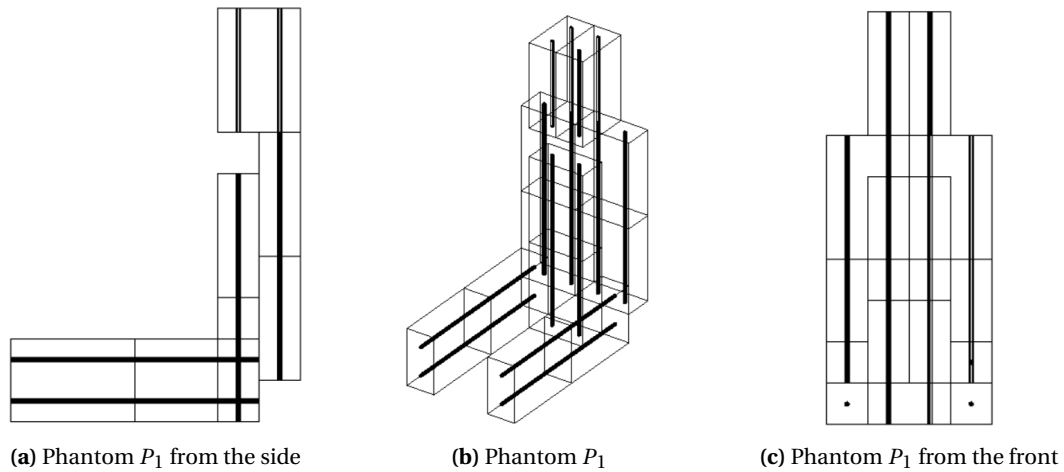 (a) Phantom P₁ from the side
(b) Phantom P₁
(c) Phantom P₁ from the front